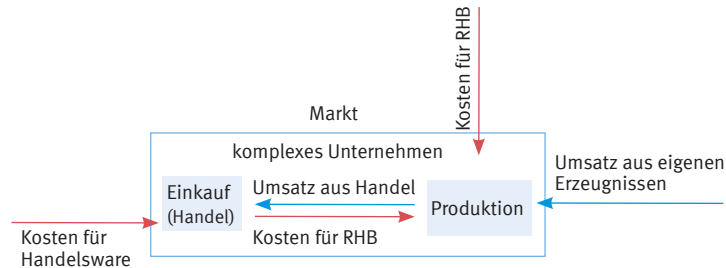 Kosten für RHB
Markt
komplexes Unternehmen
Umsatz aus eigenen
Erzeugnissen
Einkauf
(Handel)
Umsatz aus Handel
Produktion
Kosten für RHB
Kosten für
Handelsware